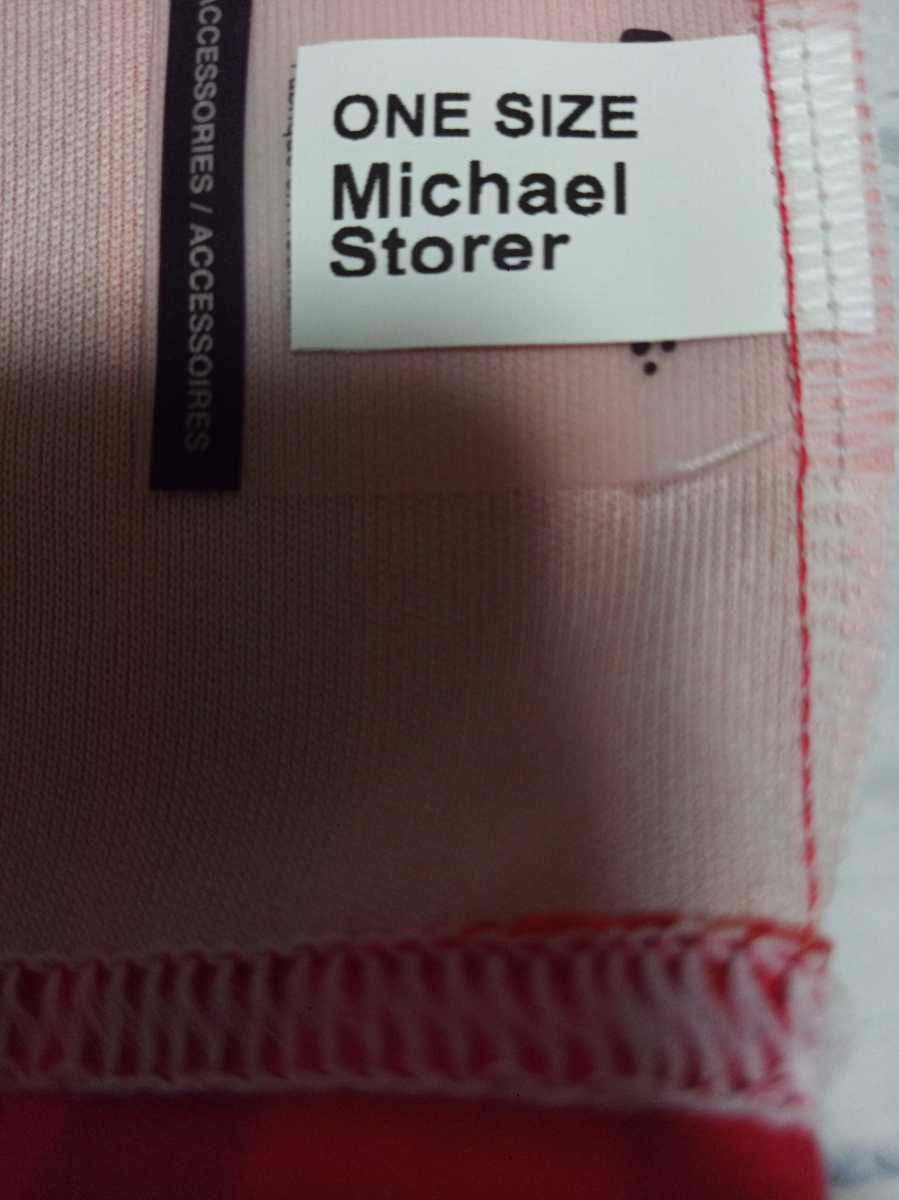 ACCESSORIES / ACCESSOIRES
ONE SIZE
Michael
Storer